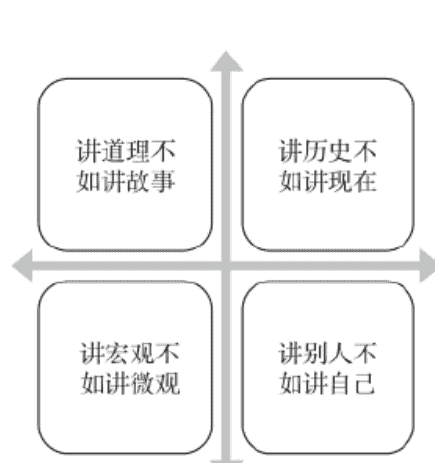 讲道理不
如讲故事
讲历史不
如讲现在
讲宏观不
如讲微观
讲别人不
如讲自己